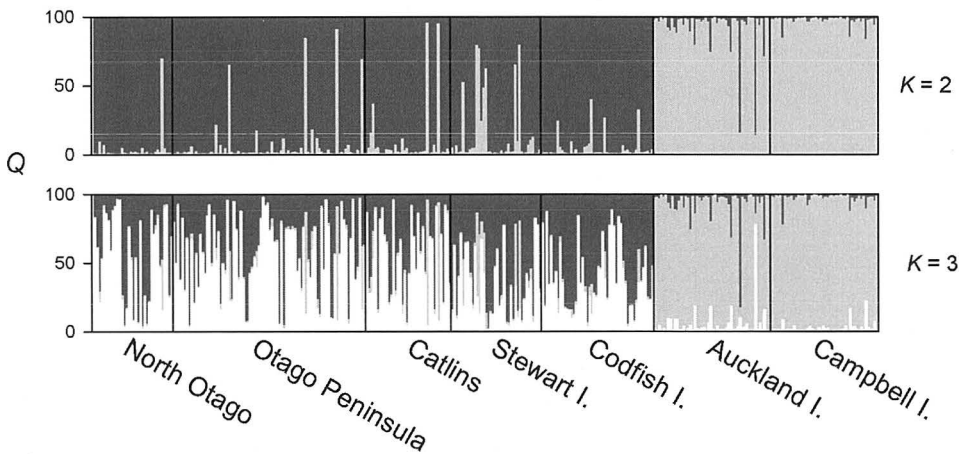 100
50
0
K = 2
Q
100
50
0
K = 3
North Otago
Otago Peninsula
Catlins
Stewart I.
Codfish I.
Auckland I.
Campbell I.